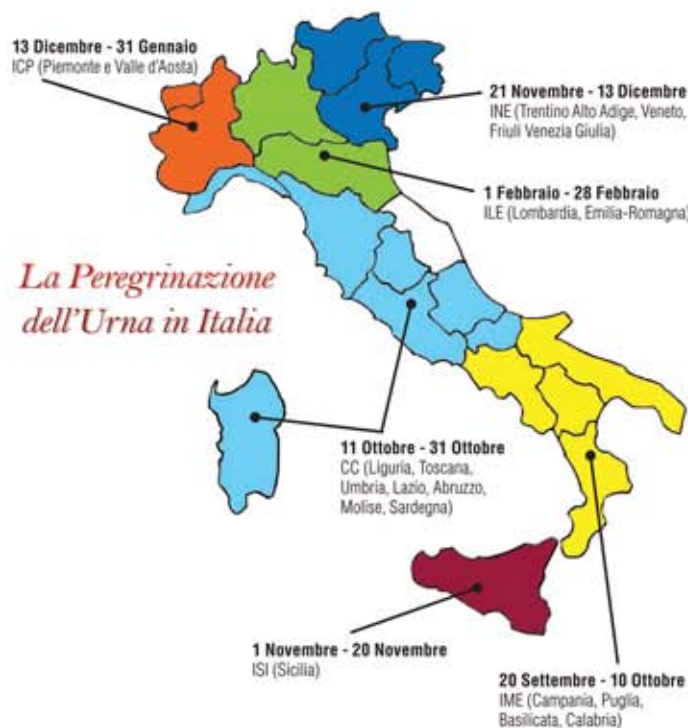 13 Dicembre - 31 Gennaio
ICP (Piemonte e Valle d'Aosta)
21 Novembre - 13 Dicembre
INE (Trentino Alto Adige, Veneto,
Friuli Venezia Giulia)
1 Febbraio - 28 Febbraio
ILE (Lombardia, Emilia-Romagna)
La Peregrinazione
dell'Urna in Italia
11 Ottobre - 31 Ottobre
CC (Liguria, Toscana,
Umbria, Lazio, Abruzzo,
Molise, Sardegna)
1 Novembre - 20 Novembre
ISI (Sicilia)
20 Settembre - 10 Ottobre
IME (Campania, Puglia,
Basilicata, Calabria)